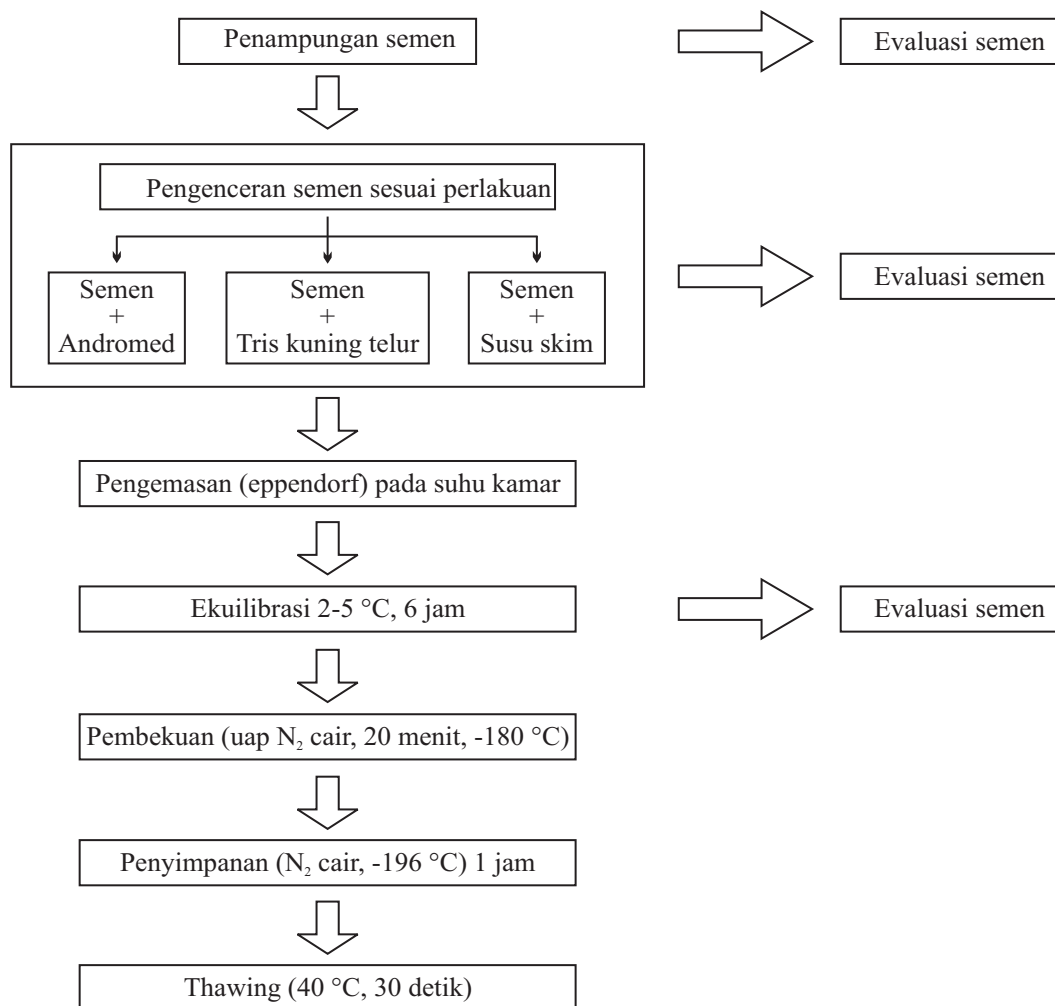 Penampungan semen
Evaluasi semen
Pengenceran semen sesuai perlakuan
Semen
+
Andromed
Semen
+
Tris kuning telur
Semen
+
Susu skim
Evaluasi semen
Pengemasan (eppendorf) pada suhu kamar
Ekuilibrasi 2-5 °C, 6 jam
Evaluasi semen
Pembekuan (uap N₂ cair, 20 menit, -180 °C)
Penyimpanan (N₂ cair, -196 °C) 1 jam
Thawing (40 °C, 30 detik)